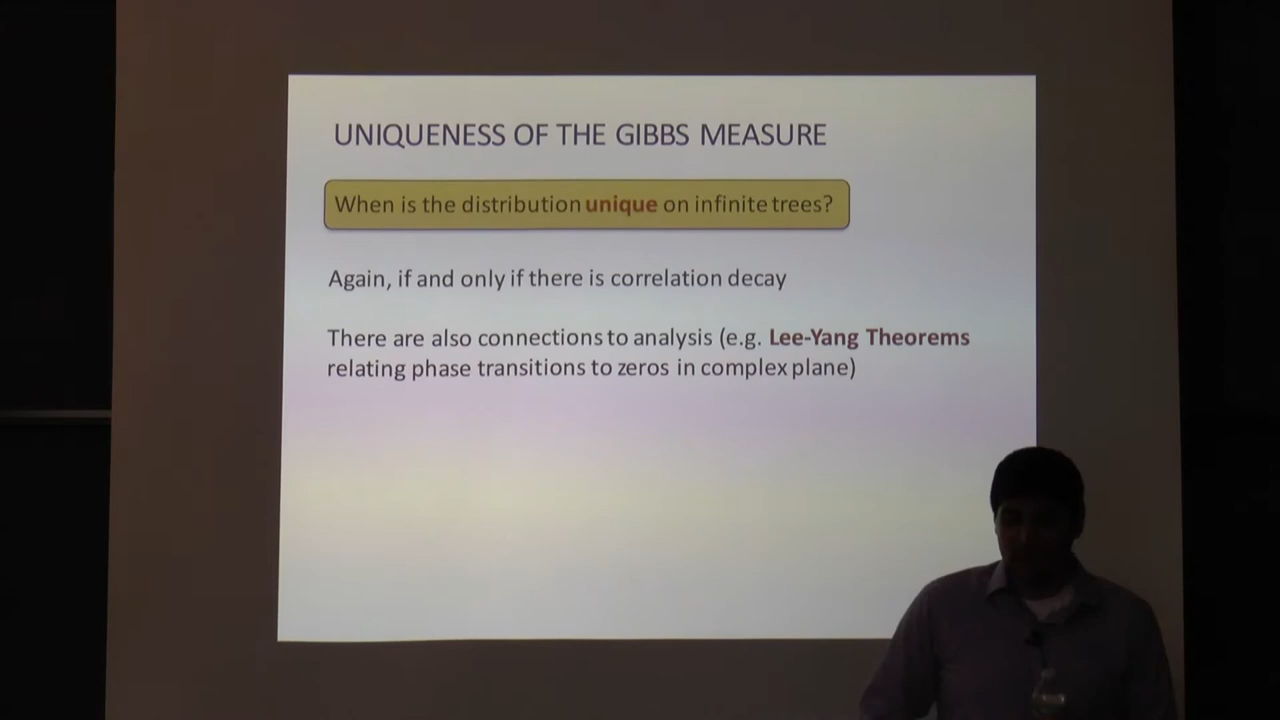 UNIQUENESS OF THE GIBBS MEASURE
When is the distribution unique on infinite trees?
Again, if and only if there is correlation decay
There are also connections to analysis (e.g. Lee-Yang Theorems
relating phase transitions to zeros in complex plane)